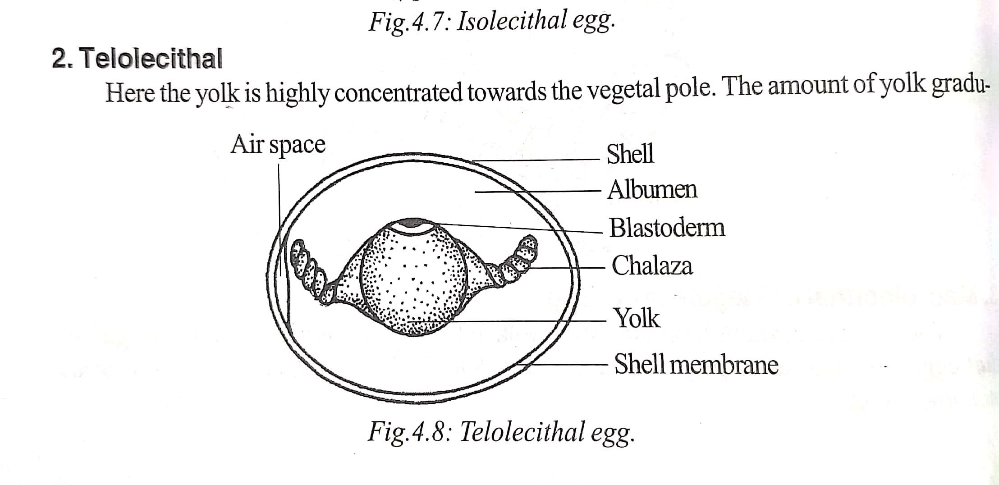 Fig.4.7: Isolecithal egg.
2. Telolecithal
Here the yolk is highly concentrated towards the vegetal pole. The amount of yolk gradu-
Air space
Shell
Albumen
Blastoderm
Chalaza
Yolk
Shell membrane
Fig.4.8: Telolecithal egg.